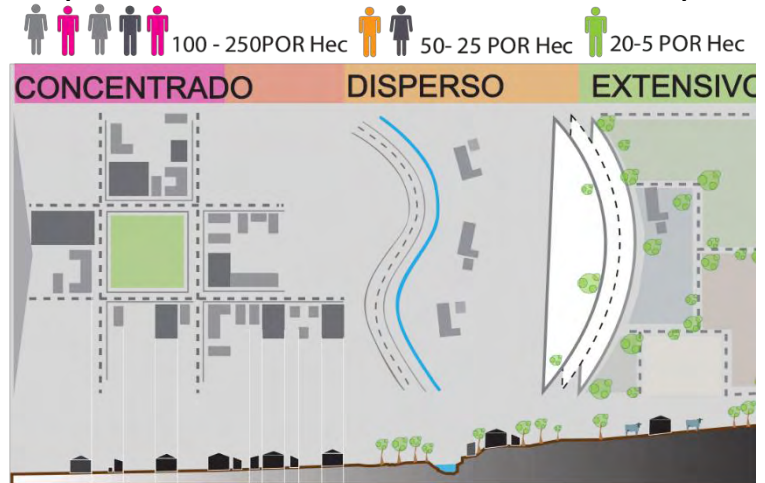 100 - 250POR Hec 50- 25 POR Hec 20-5 POR Hec
CONCENTRADO DISPERSO EXTENSIVO